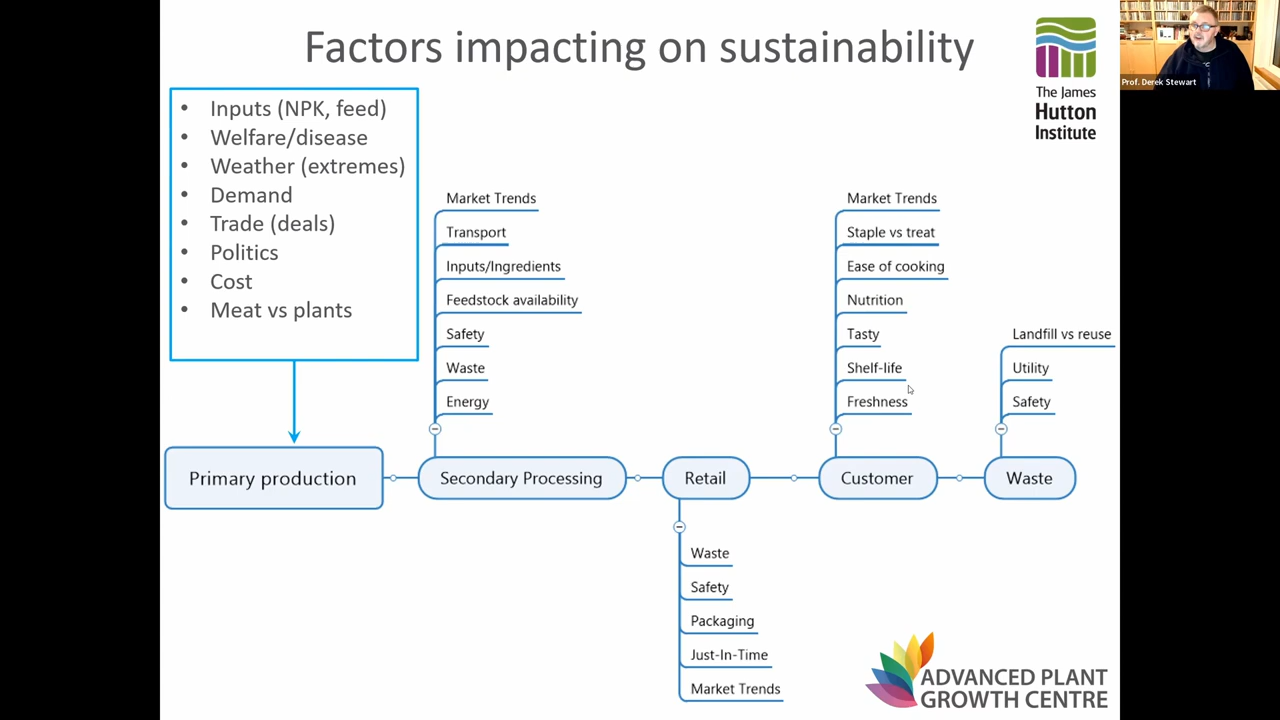 Factors impacting on sustainability
The James
Hutton
Institute
Prof. Derek Stewart
• Inputs (NPK, feed)
• Welfare/disease
• Weather (extremes)
• Demand
• Trade (deals)
• Politics
• Cost
• Meat vs plants
Primary production
Market Trends
Transport
Inputs/Ingredients
Feedstock availability
Safety
Waste
Energy
Secondary Processing
Retail
Waste
Safety
Packaging
Just-In-Time
Market Trends
Market Trends
Staple vs treat
Ease of cooking
Nutrition
Tasty
Shelf-life
Freshness
Customer
Landfill vs reuse
Utility
Safety
Waste
ADVANCED PLANT
GROWTH CENTRE